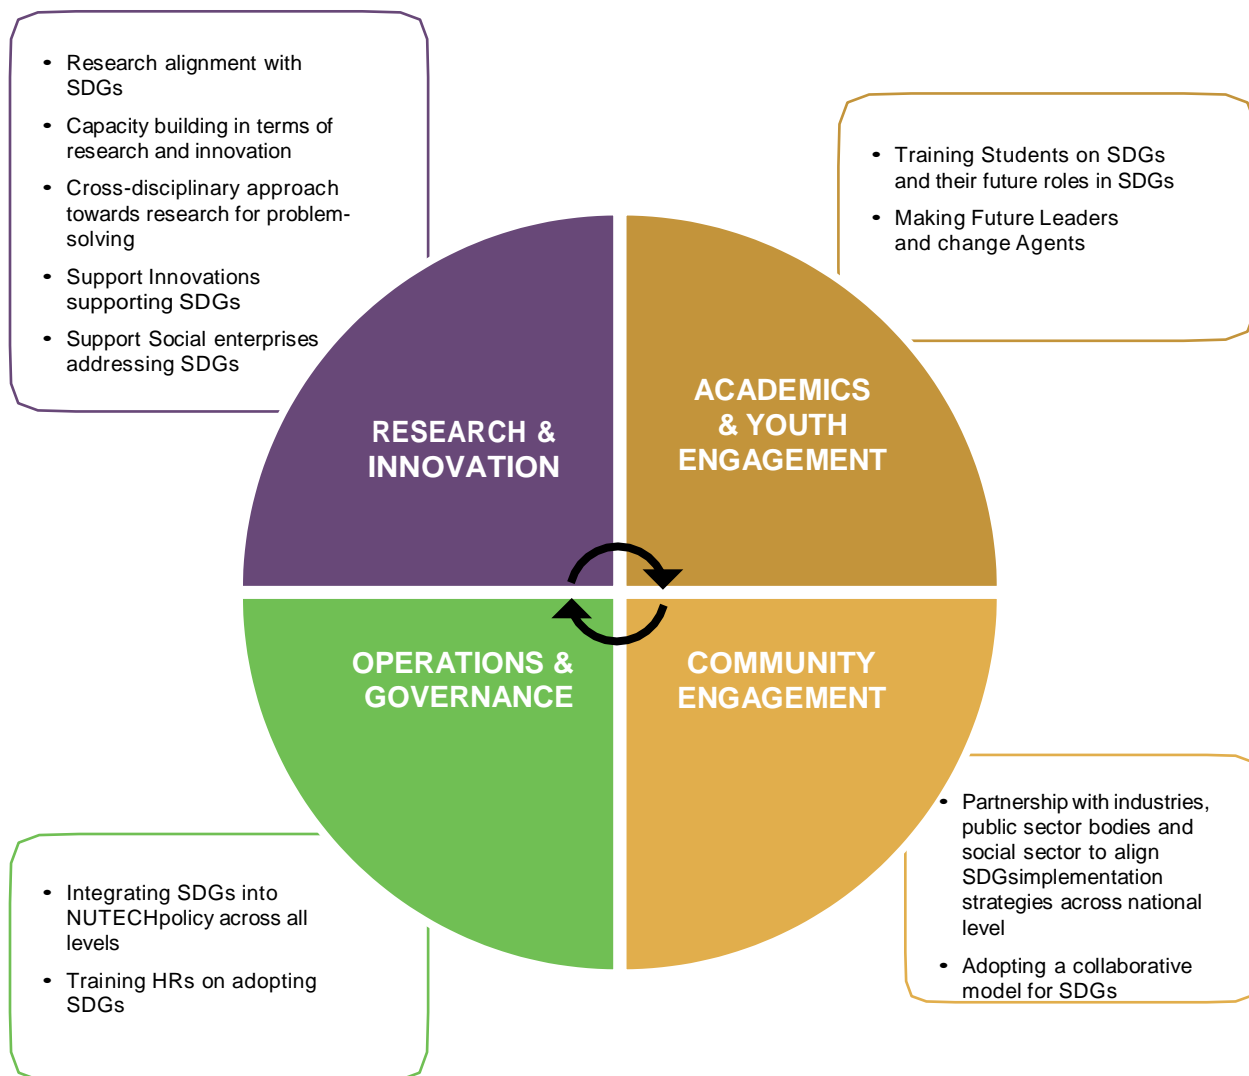 • Research alignment with
SDGs
• Capacity building in terms of
research and innovation
• Cross-disciplinary approach
towards research for problem-
solving
• Support Innovations
supporting SDGs
• Support Social enterprises
addressing SDGs
• Training Students on SDGs
and their future roles in SDGs
• Making Future Leaders
and change Agents
RESEARCH &
INNOVATION
ACADEMICS
& YOUTH
ENGAGEMENT
OPERATIONS &
GOVERNANCE
COMMUNITY
ENGAGEMENT
• Integrating SDGs into
NUTECHpolicy across all
levels
• Training HRs on adopting
SDGs
• Partnership with industries,
public sector bodies and
social sector to align
SDGsimplementation
strategies across national
level
• Adopting a collaborative
model for SDGs